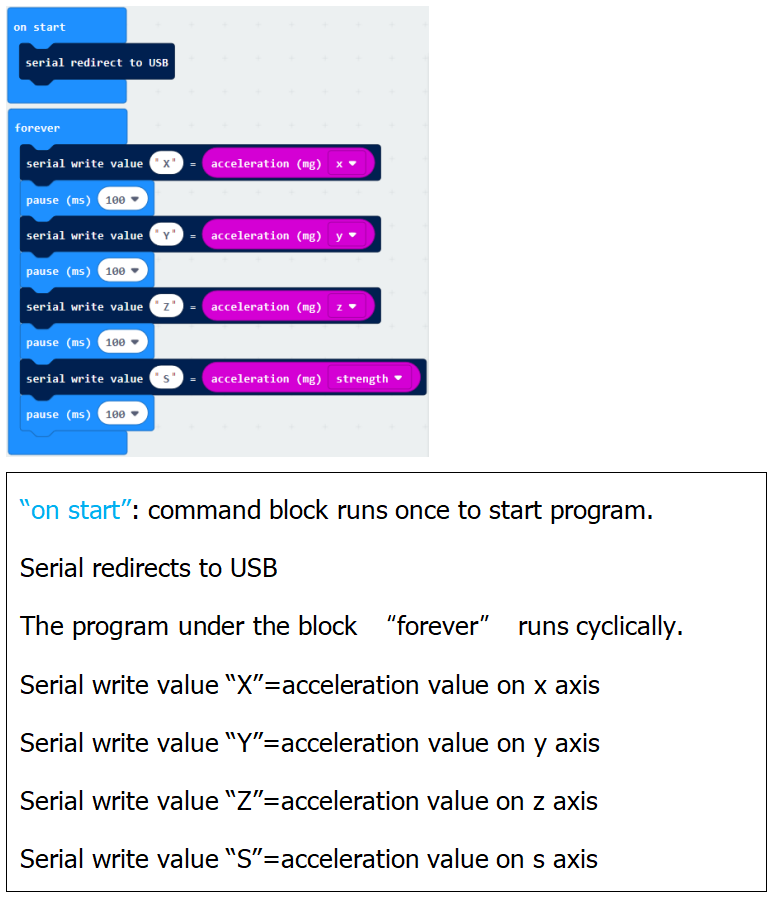 on start
serial redirect to USB
forever
serial write value "X" = acceleration (mg) x
pause (ms) 100
serial write value "Y" = acceleration (mg) y
pause (ms) 100
serial write value "Z" = acceleration (mg) z
pause (ms) 100
serial write value "S" = acceleration (mg) strength
pause (ms) 100
“on start”: command block runs once to start program.
Serial redirects to USB
The program under the block “forever” runs cyclically.
Serial write value “X”=acceleration value on x axis
Serial write value “Y”=acceleration value on y axis
Serial write value “Z”=acceleration value on z axis
Serial write value “S”=acceleration value on s axis